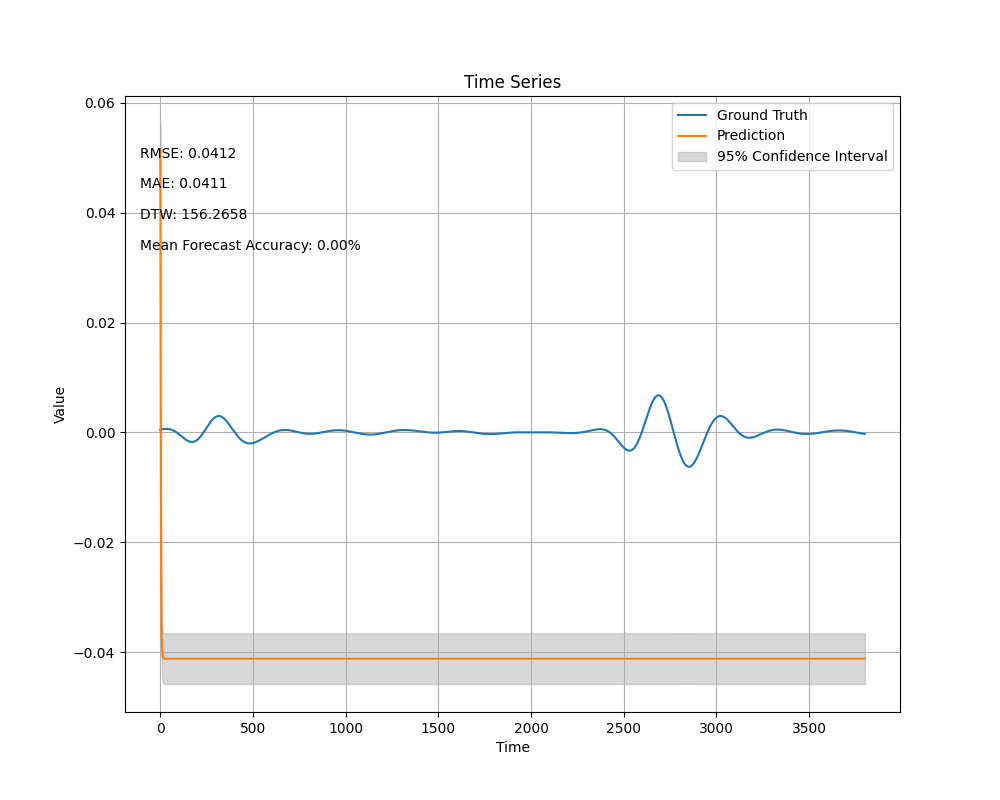 Time Series
Ground Truth
Prediction
95% Confidence Interval
RMSE: 0.0412
MAE: 0.0411
DTW: 156.2658
Mean Forecast Accuracy: 0.00%
Value
0.06
0.04
0.02
0.00
−0.02
−0.04
0 500 1000 1500 2000 2500 3000 3500
Time